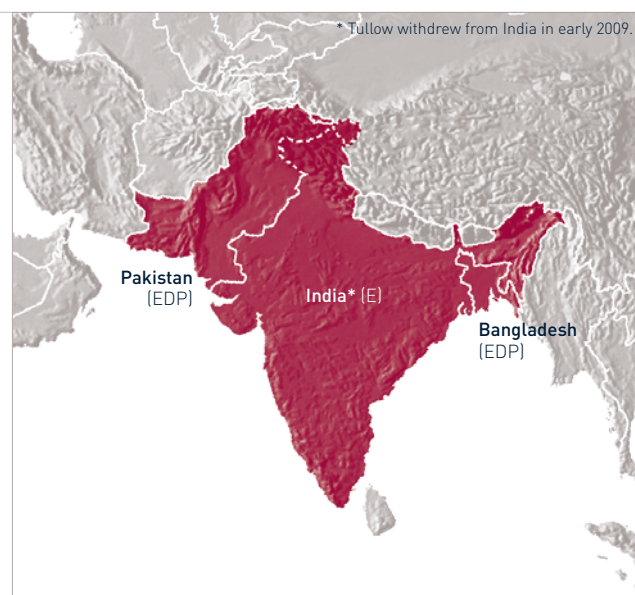 * Tullow withdrew from India in early 2009.
Pakistan
(EDP)
India* (E)
Bangladesh
(EDP)